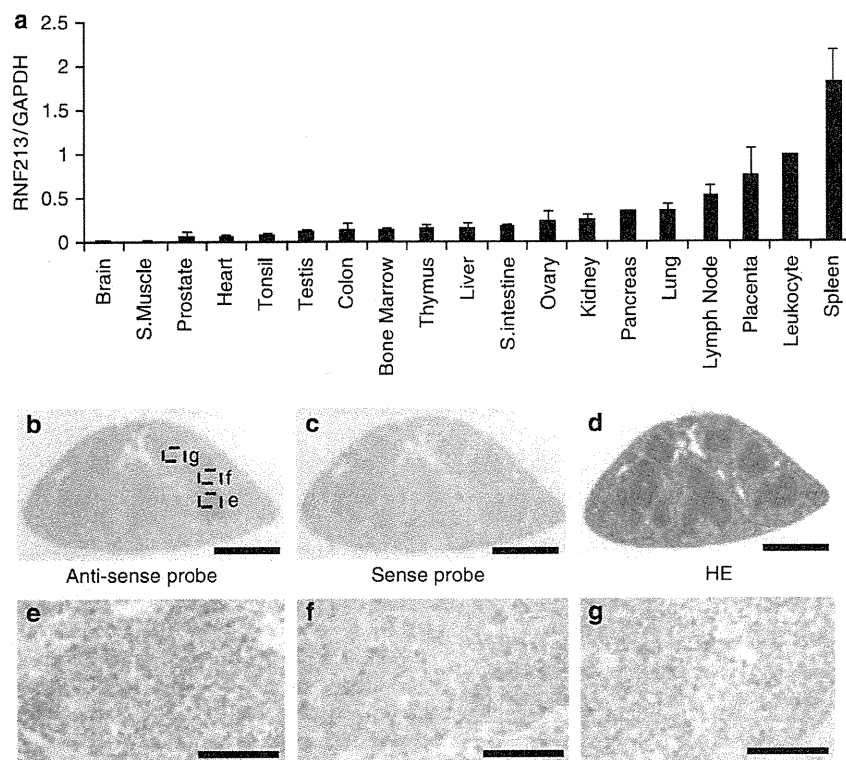 a
RNF213/GAPDH
2.5
2
1.5
1
0.5
0
Brain
S.Muscle
Prostate
Heart
Tonsil
Testis
Colon
Bone Marrow
Thymus
Liver
S.intestine
Ovary
Kidney
Pancreas
Lung
Lymph Node
Placenta
Leukocyte
Spleen
b
g
f
e
c
d
Anti-sense probe
Sense probe
HE
e
f
g